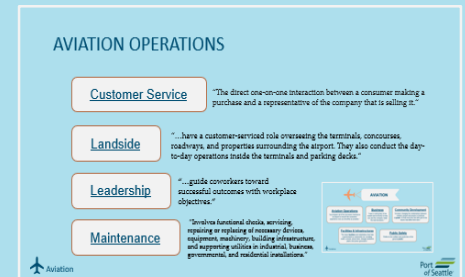 AVIATION OPERATIONS
Customer Service
"The direct one-on-one interaction between a consumer making a
purchase and a representative of the company that is selling it."
Landside
"…have a customer-serviced role overseeing the terminals, concourses,
roadways, and properties surrounding the airport. They also conduct the day-
to-day operations inside the terminals and parking decks."
Leadership
"…guide coworkers toward
successful outcomes with workplace
objectives."
Maintenance
"Involves functional checks, servicing,
repairing or replacing of necessary devices,
equipment, machinery, building infrastructure,
and supporting utilities in industrial, business,
governmental, and residential installations."
AVIATION
Aviation
Port
of Seattle